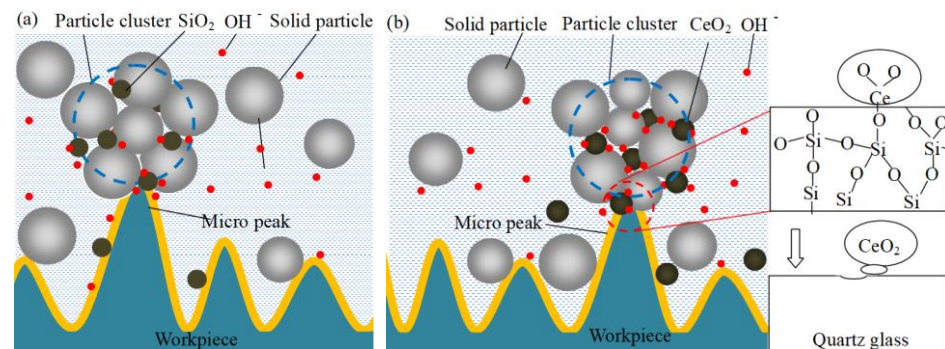 (a)
Particle cluster SiO₂ OH⁻ Solid particle
Micro peak
Workpiece
(b)
Solid particle Particle cluster CeO₂ OH⁻
Micro peak
Workpiece
O O
Ce
O O O
O Si O Si O Si
O O O
Si Si Si
CeO₂
Quartz glass